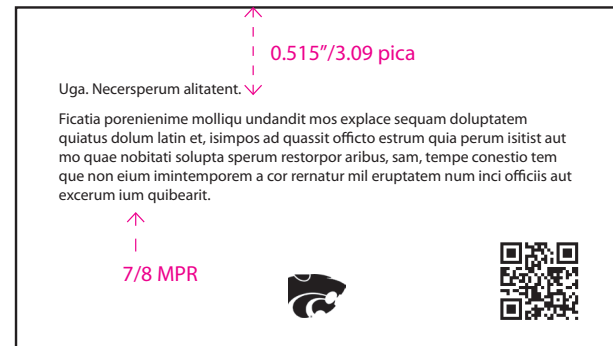 0.515”/3.09 pica
Uga. Necersperum alitatent.
Ficatia porenienime molliqu undandit mos explace sequam doluptatem
quiatus dolum latin et, isimpos ad quassit officto estrum quia perum isitist aut
mo quae nobitati solupta sperum restorpor aribus, sam, tempe conestio tem
que non eium imintemporem a cor rernatur mil eruptatem num inci officiis aut
excerum ium quibearit.
7/8 MPR